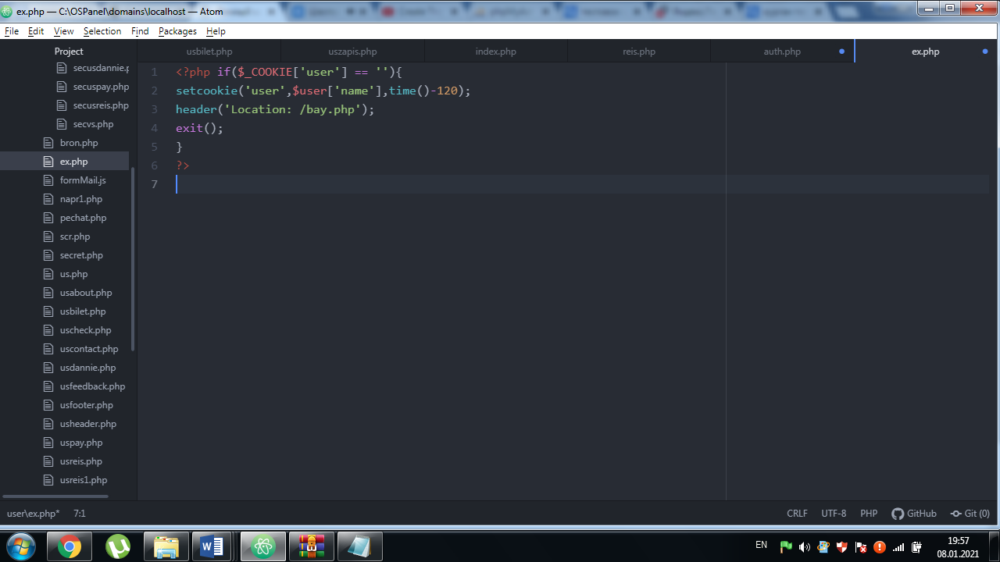 ex.php — C:\OSPanel\domains\localhost — Atom
File Edit View Selection Find Packages Help
Project
usbilet.php uszapis.php index.php reis.php auth.php ex.php
secusdannie.p
secuspay.php
secusreis.php
secvs.php
bron.php
ex.php
formMail.js
napr1.php
pechat.php
scr.php
secret.php
us.php
usabout.php
usbilet.php
uscheck.php
uscontact.php
usdannie.php
usfeedback.php
usfooter.php
usheader.php
uspay.php
usreis.php
usreis1.php
1 <?php if($_COOKIE['user'] == ''){
2 setcookie('user',$user['name'],time()-120);
3 header('Location: /bay.php');
4 exit();
5 }
6 ?>
7
user\ex.php* 7:1 CRLF UTF-8 PHP GitHub Git (0)
EN 19:57
08.01.2021